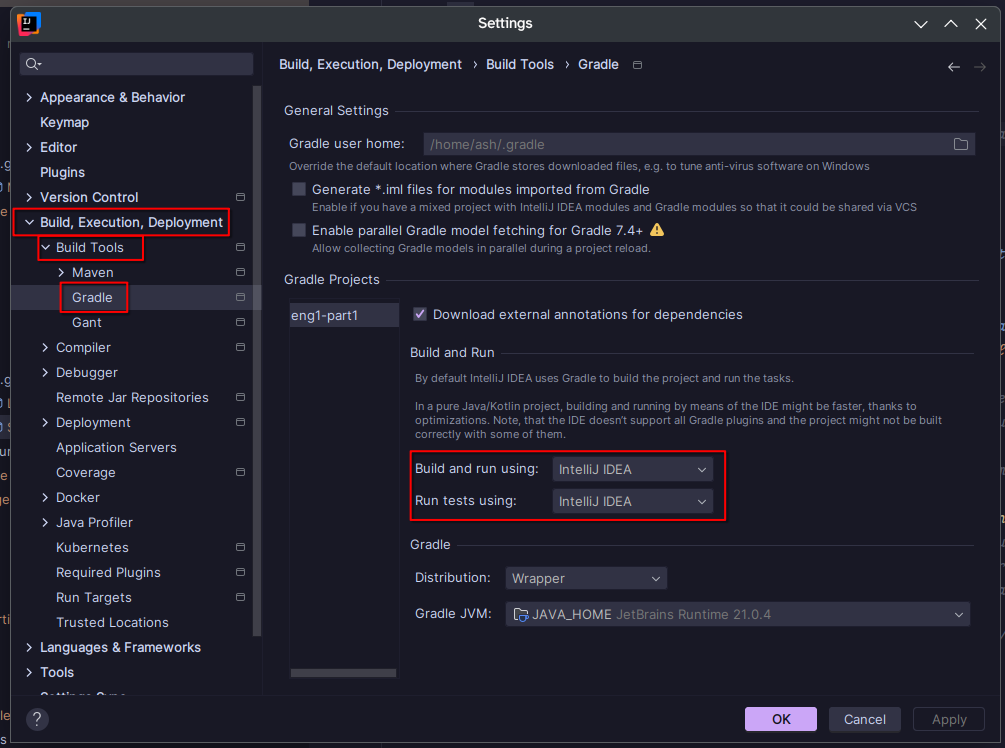 Settings
Appearance & Behavior
Keymap
Editor
Plugins
Version Control
Build, Execution, Deployment
Build Tools
Maven
Gradle
Gant
Compiler
Debugger
Remote Jar Repositories
Deployment
Application Servers
Coverage
Docker
Java Profiler
Kubernetes
Required Plugins
Run Targets
Trusted Locations
Languages & Frameworks
Tools
Build, Execution, Deployment › Build Tools › Gradle
General Settings
Gradle user home: /home/ash/.gradle
Override the default location where Gradle stores downloaded files, e.g. to tune anti-virus software on Windows
Generate *.iml files for modules imported from Gradle
Enable if you have a mixed project with IntelliJ IDEA modules and Gradle modules so that it could be shared via VCS
Enable parallel Gradle model fetching for Gradle 7.4+
Allow collecting Gradle models in parallel during a project reload.
Gradle Projects
eng1-part1
Download external annotations for dependencies
Build and Run
By default IntelliJ IDEA uses Gradle to build the project and run the tasks.
In a pure Java/Kotlin project, building and running by means of the IDE might be faster, thanks to
optimizations. Note, that the IDE doesn't support all Gradle plugins and the project might not be built
correctly with some of them.
Build and run using: IntelliJ IDEA
Run tests using: IntelliJ IDEA
Gradle
Distribution: Wrapper
Gradle JVM: JAVA_HOME JetBrains Runtime 21.0.4
?
OK
Cancel
Apply